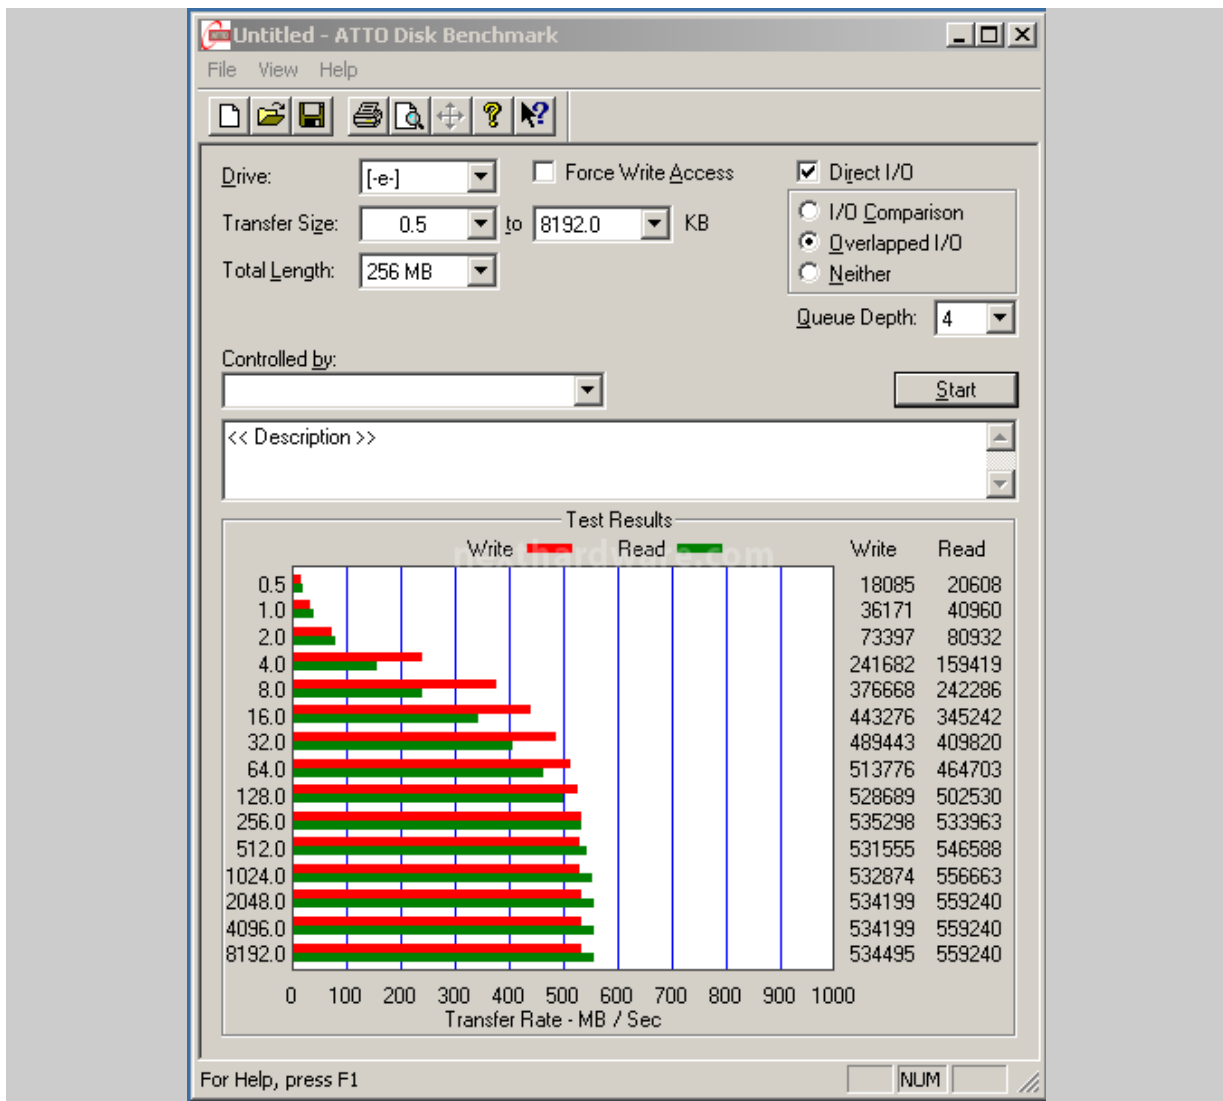 Untitled - ATTO Disk Benchmark
File View Help
Drive: [-e-] Force Write Access Direct I/O
Transfer Size: 0.5 to 8192.0 KB I/O Comparison
Overlapped I/O
Total Length: 256 MB Neither
Queue Depth: 4
Controlled by:
Start
<< Description >>
Test Results
Write Read Write Read
nexthardware.com
0.5 18085 20608
1.0 36171 40960
2.0 73397 80932
4.0 241682 159419
8.0 376668 242286
16.0 443276 345242
32.0 489443 409820
64.0 513776 464703
128.0 528689 502530
256.0 535298 533963
512.0 531555 546588
1024.0 532874 556663
2048.0 534199 559240
4096.0 534199 559240
8192.0 534495 559240
0 100 200 300 400 500 600 700 800 900 1000
Transfer Rate - MB / Sec
For Help, press F1 NUM